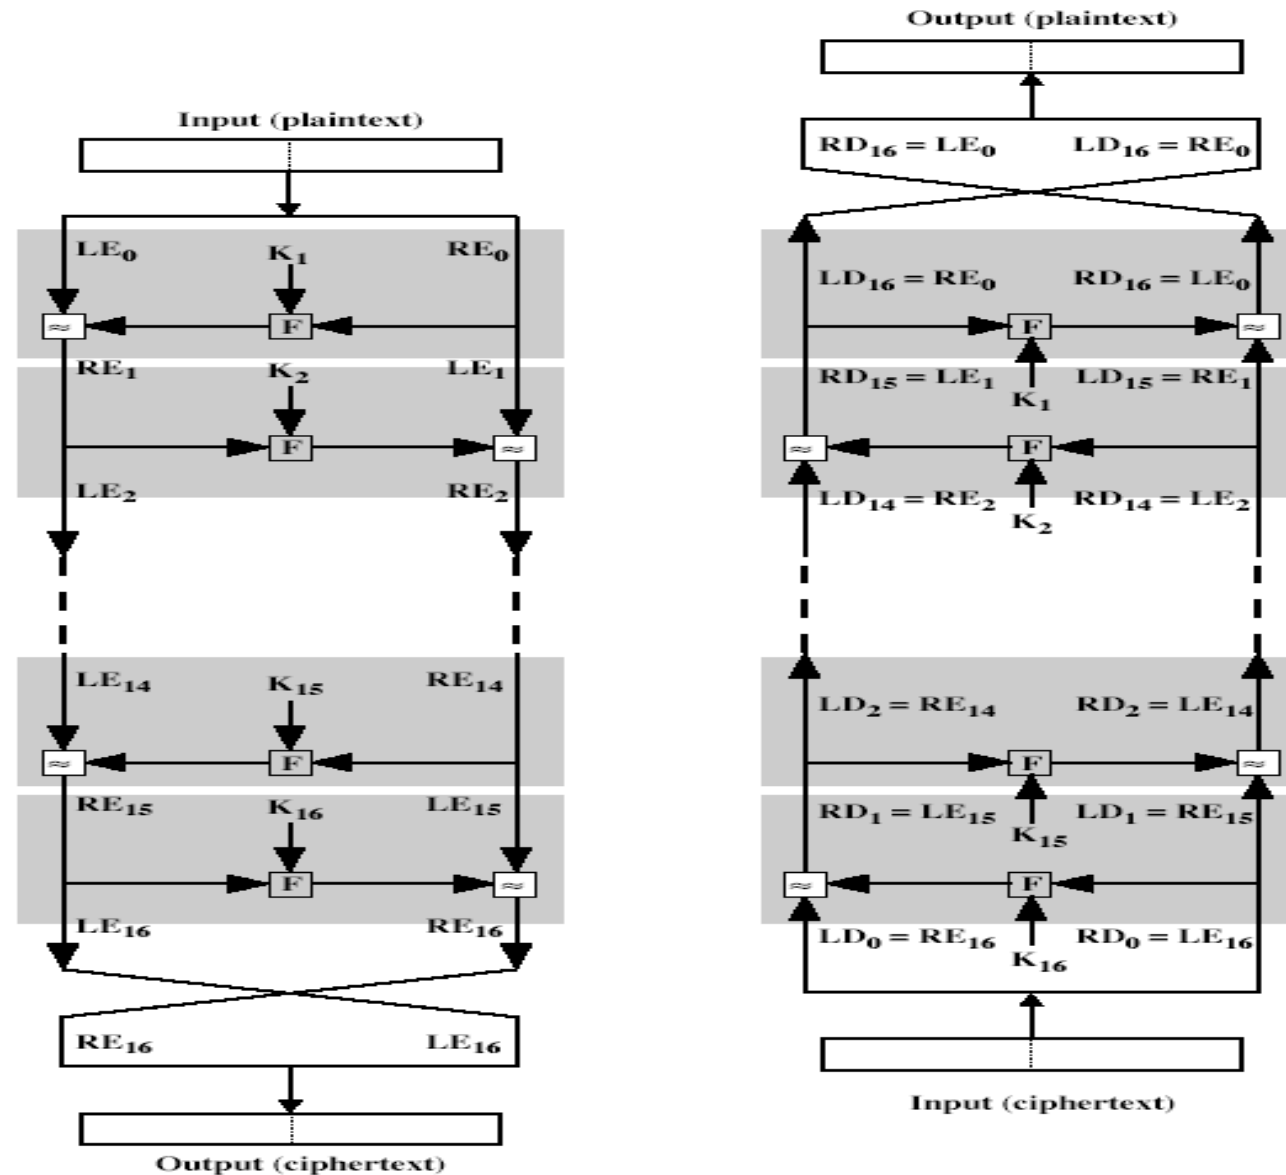 Input (plaintext)
LE₀ K₁ RE₀
≈ F
RE₁ K₂ LE₁
F ≈
LE₂ RE₂
LE₁₄ K₁₅ RE₁₄
≈ F
RE₁₅ K₁₆ LE₁₅
F ≈
LE₁₆ RE₁₆
RE₁₆ LE₁₆
Output (ciphertext)
Output (plaintext)
RD₁₆ = LE₀ LD₁₆ = RE₀
LD₁₆ = RE₀ RD₁₆ = LE₀
F ≈
RD₁₅ = LE₁ LD₁₅ = RE₁
K₁
≈ F
LD₁₄ = RE₂ RD₁₄ = LE₂
K₂
LD₂ = RE₁₄ RD₂ = LE₁₄
F ≈
RD₁ = LE₁₅ LD₁ = RE₁₅
K₁₅
≈ F
LD₀ = RE₁₆ RD₀ = LE₁₆
K₁₆
Input (ciphertext)